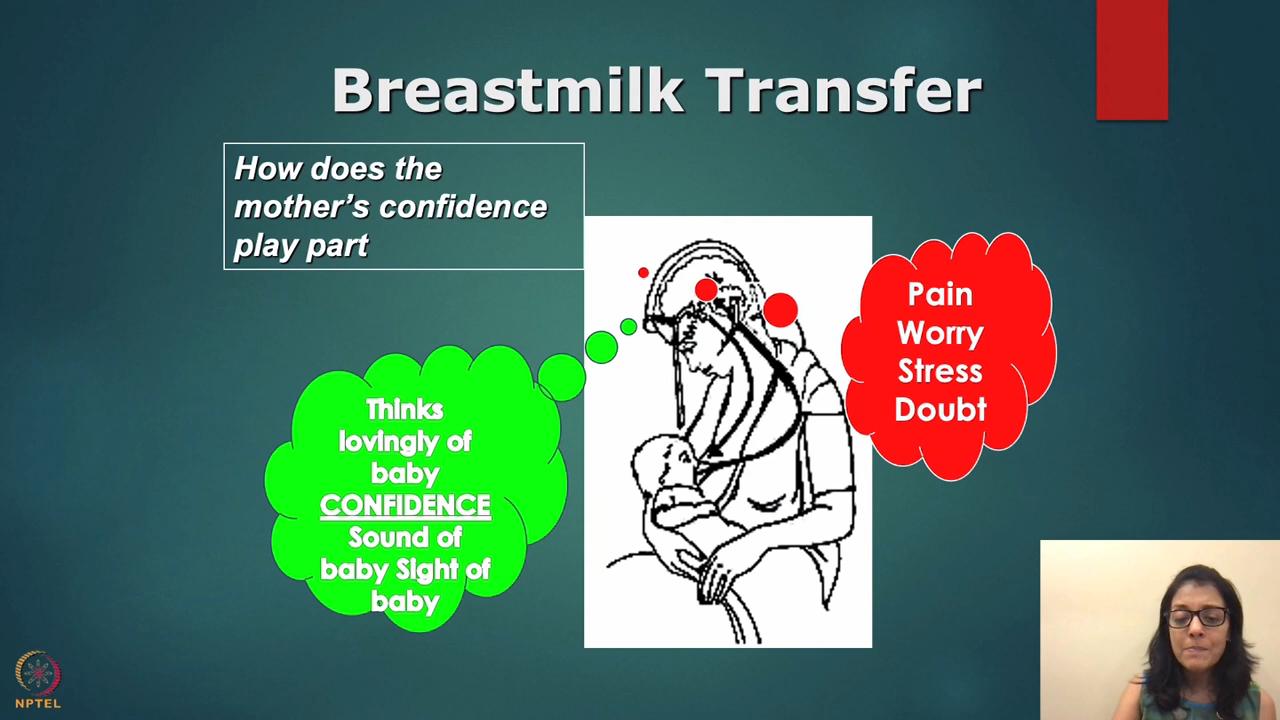 Breastmilk Transfer
How does the
mother’s confidence
play part
Thinks
lovingly of
baby
CONFIDENCE
Sound of
baby Sight of
baby
Pain
Worry
Stress
Doubt
NPTEL